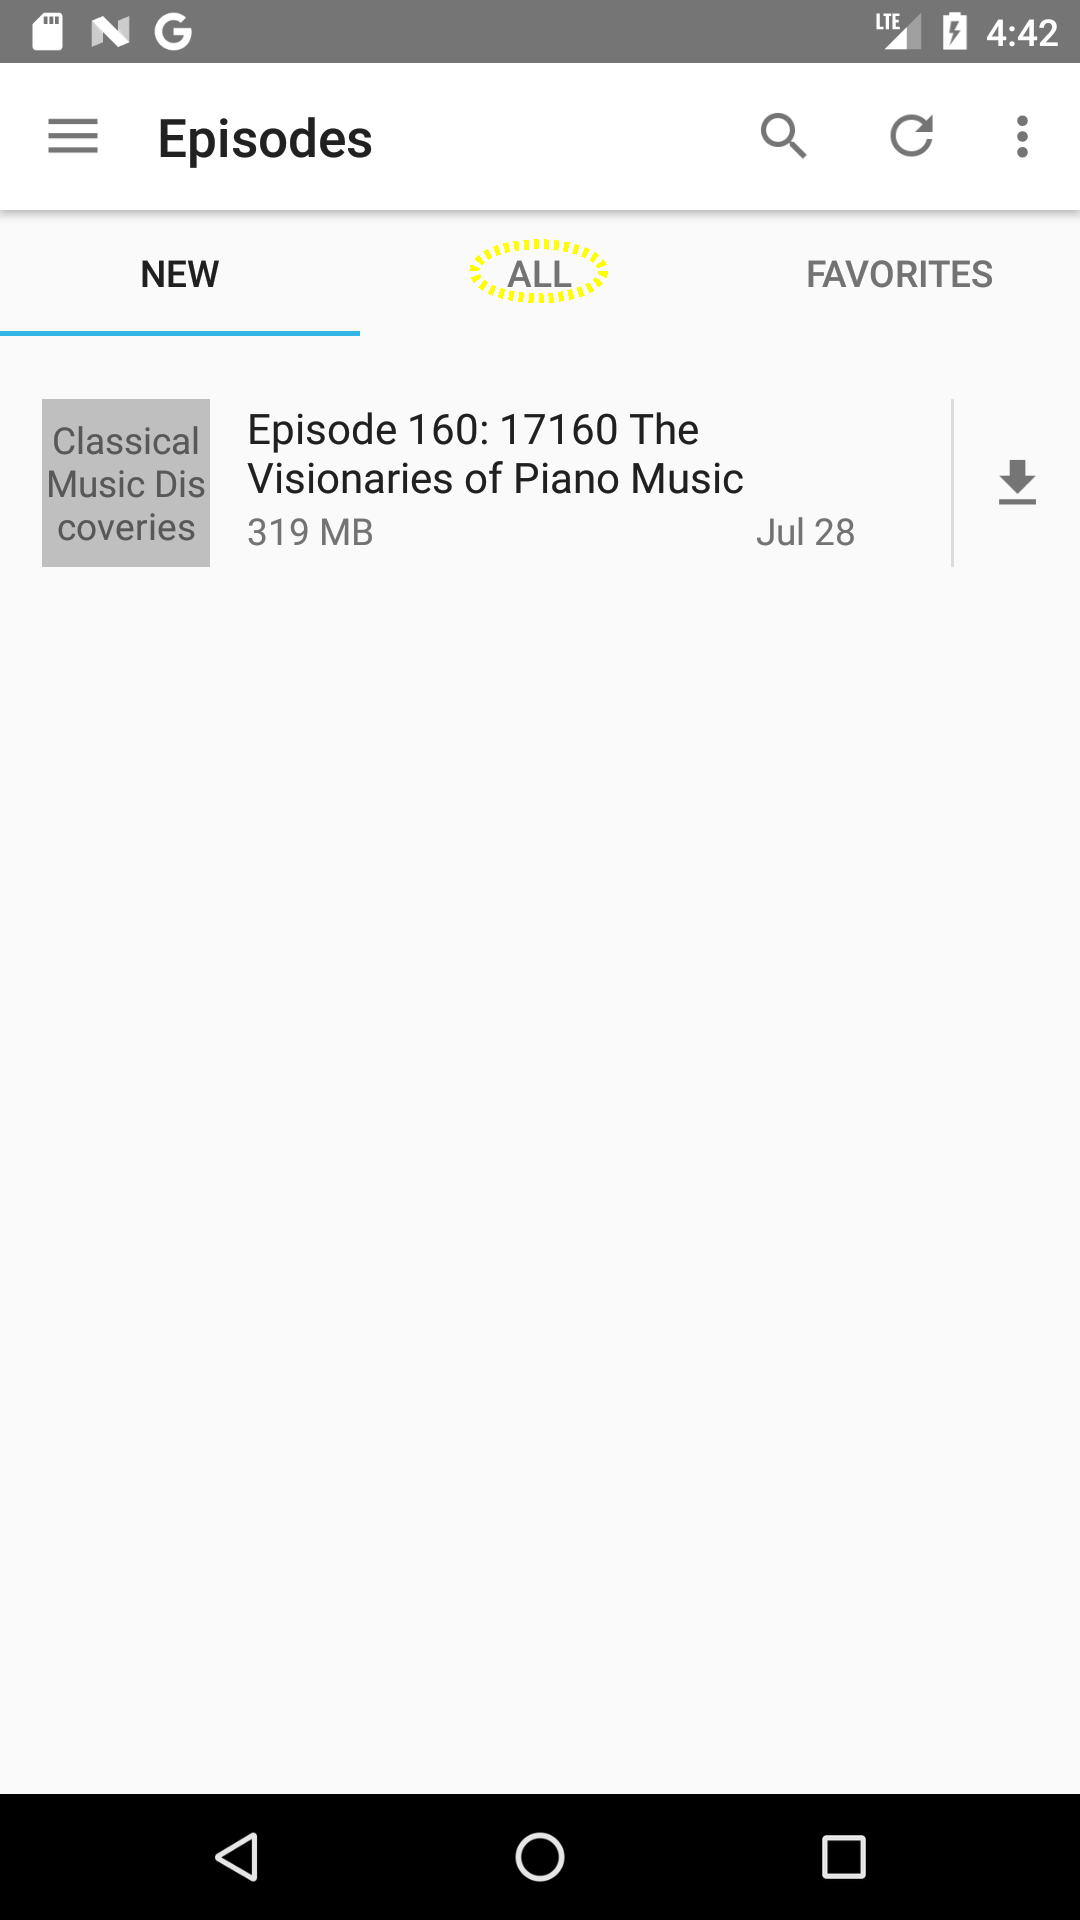 LTE 4:42
Episodes
NEW ALL FAVORITES
Classical
Music Dis
coveries
Episode 160: 17160 The
Visionaries of Piano Music
319 MB Jul 28